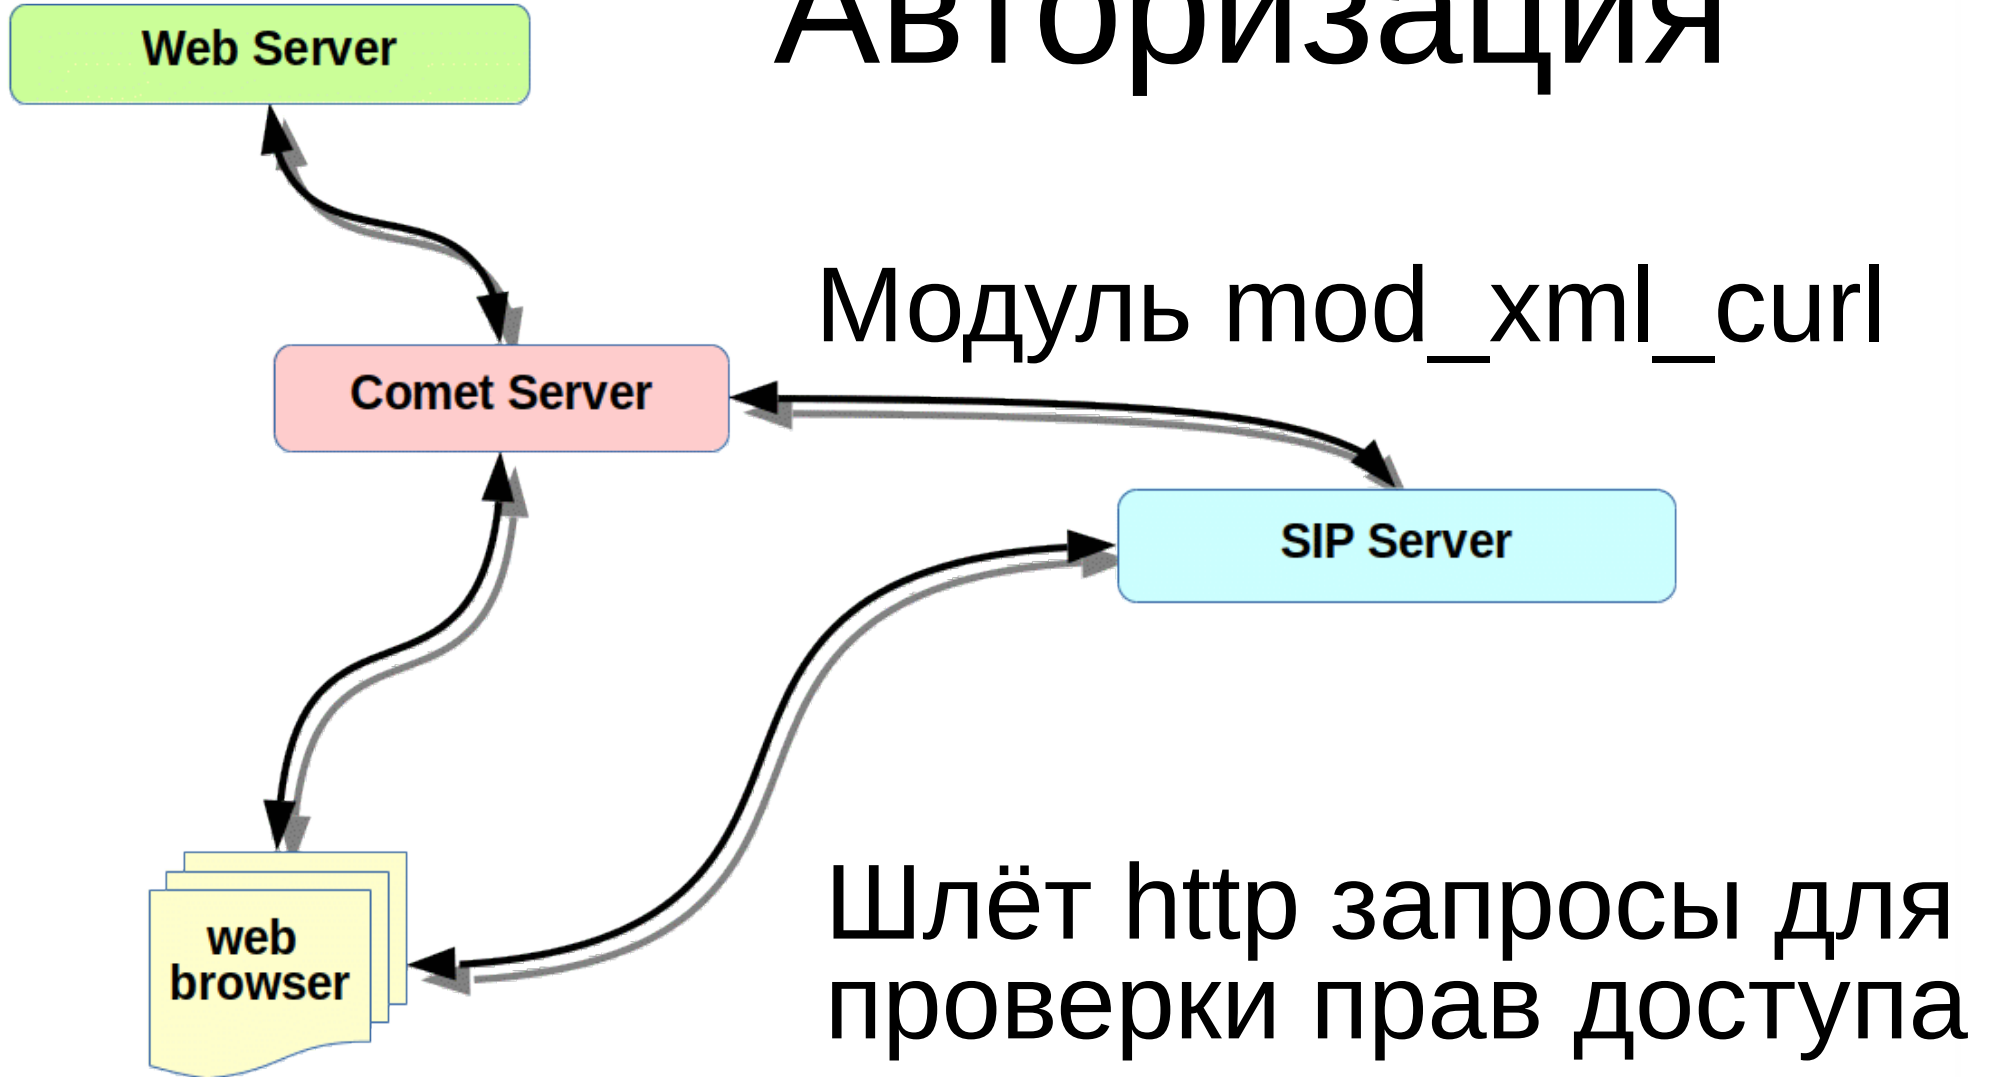 Авторизация
Web Server
Модуль mod_xml_curl
Comet Server
SIP Server
web
browser
Шлёт http запросы для
проверки прав доступа